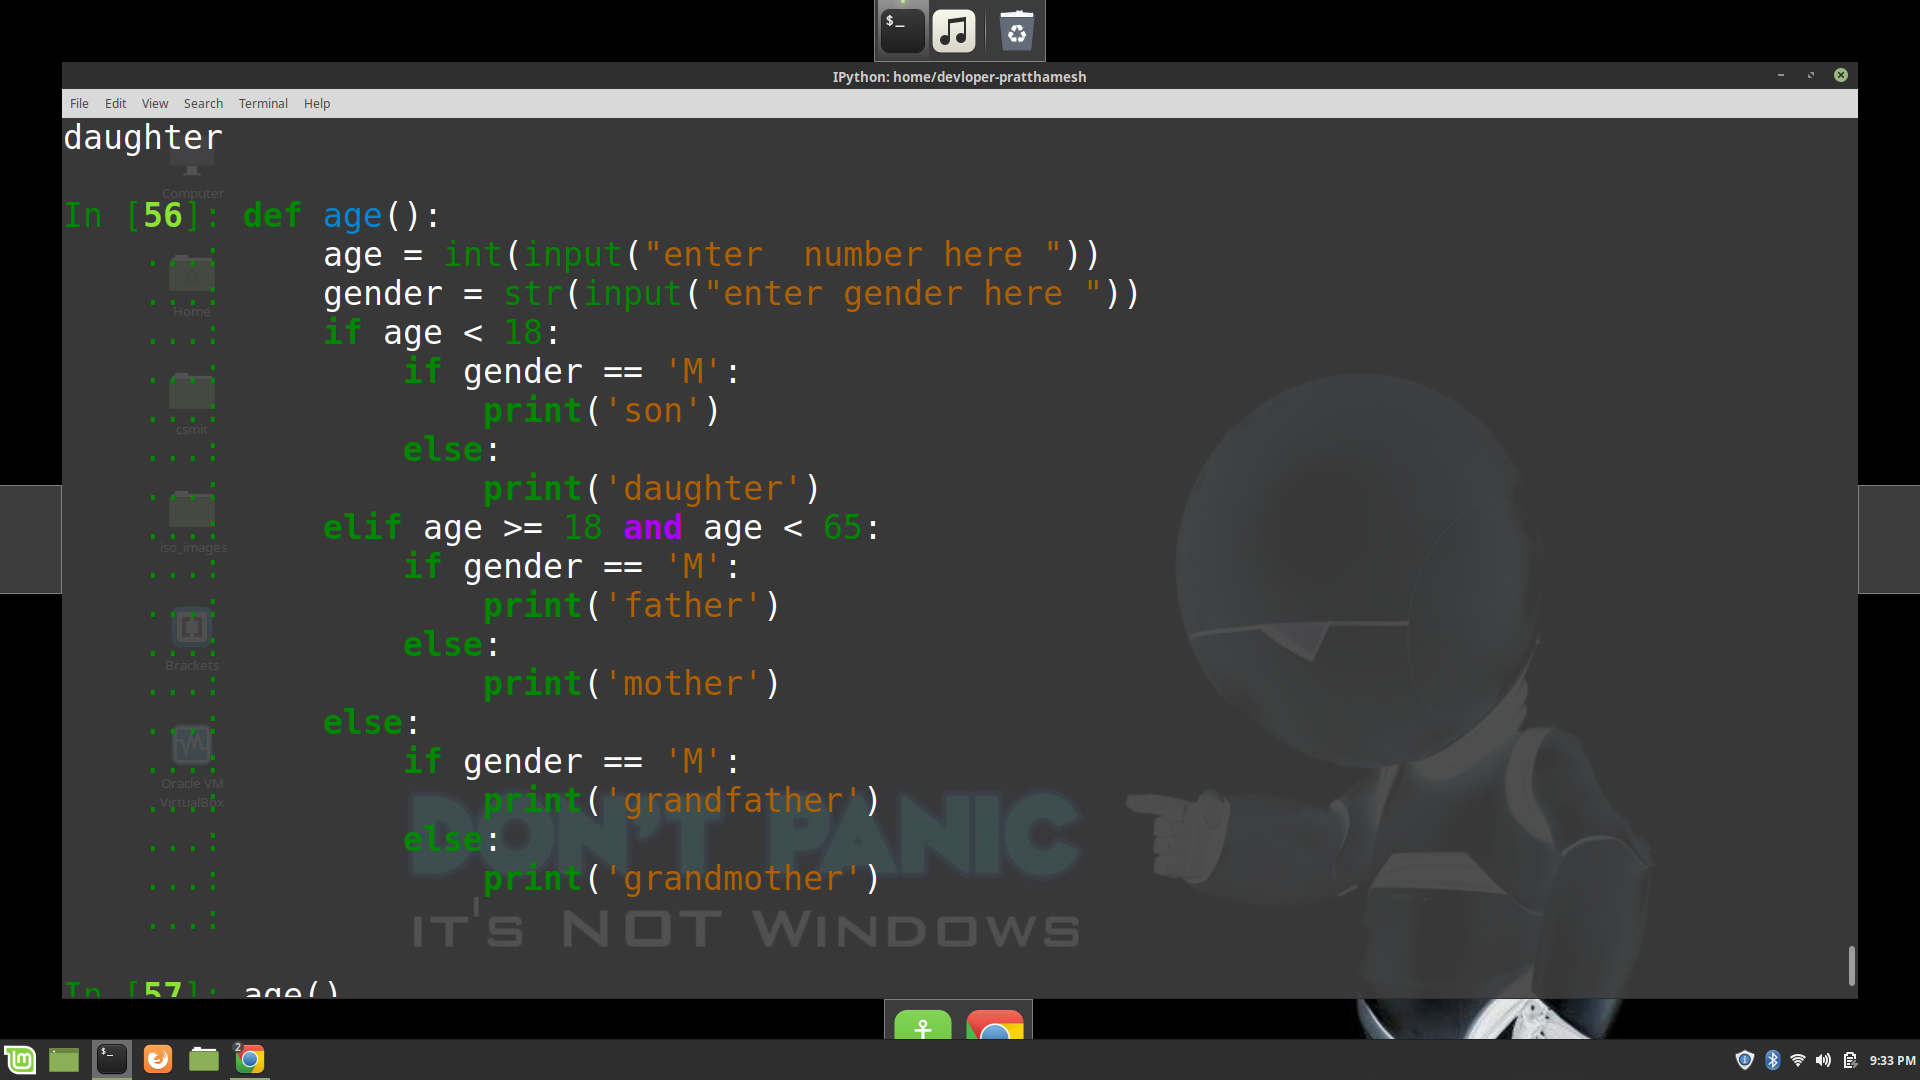 $_
IPython: home/devloper-pratthamesh
File Edit View Search Terminal Help
daughter
Computer
In [56]: def age():
....: age = int(input("enter  number here "))
....: gender = str(input("enter gender here "))
Home
....: if age < 18:
....: if gender == 'M':
....: print('son')
csmit
....: else:
....: print('daughter')
....: elif age >= 18 and age < 65:
iso_images
....: if gender == 'M':
....: print('father')
....: else:
Brackets
....: print('mother')
....: else:
....: if gender == 'M':
Oracle VM
VirtualBox
....: print('grandfather')
....: else:
....: print('grandmother')
....:
DON'T PANIC
IT'S NOT WINDOWS
In [57]: age()
$_
2
9:33 PM